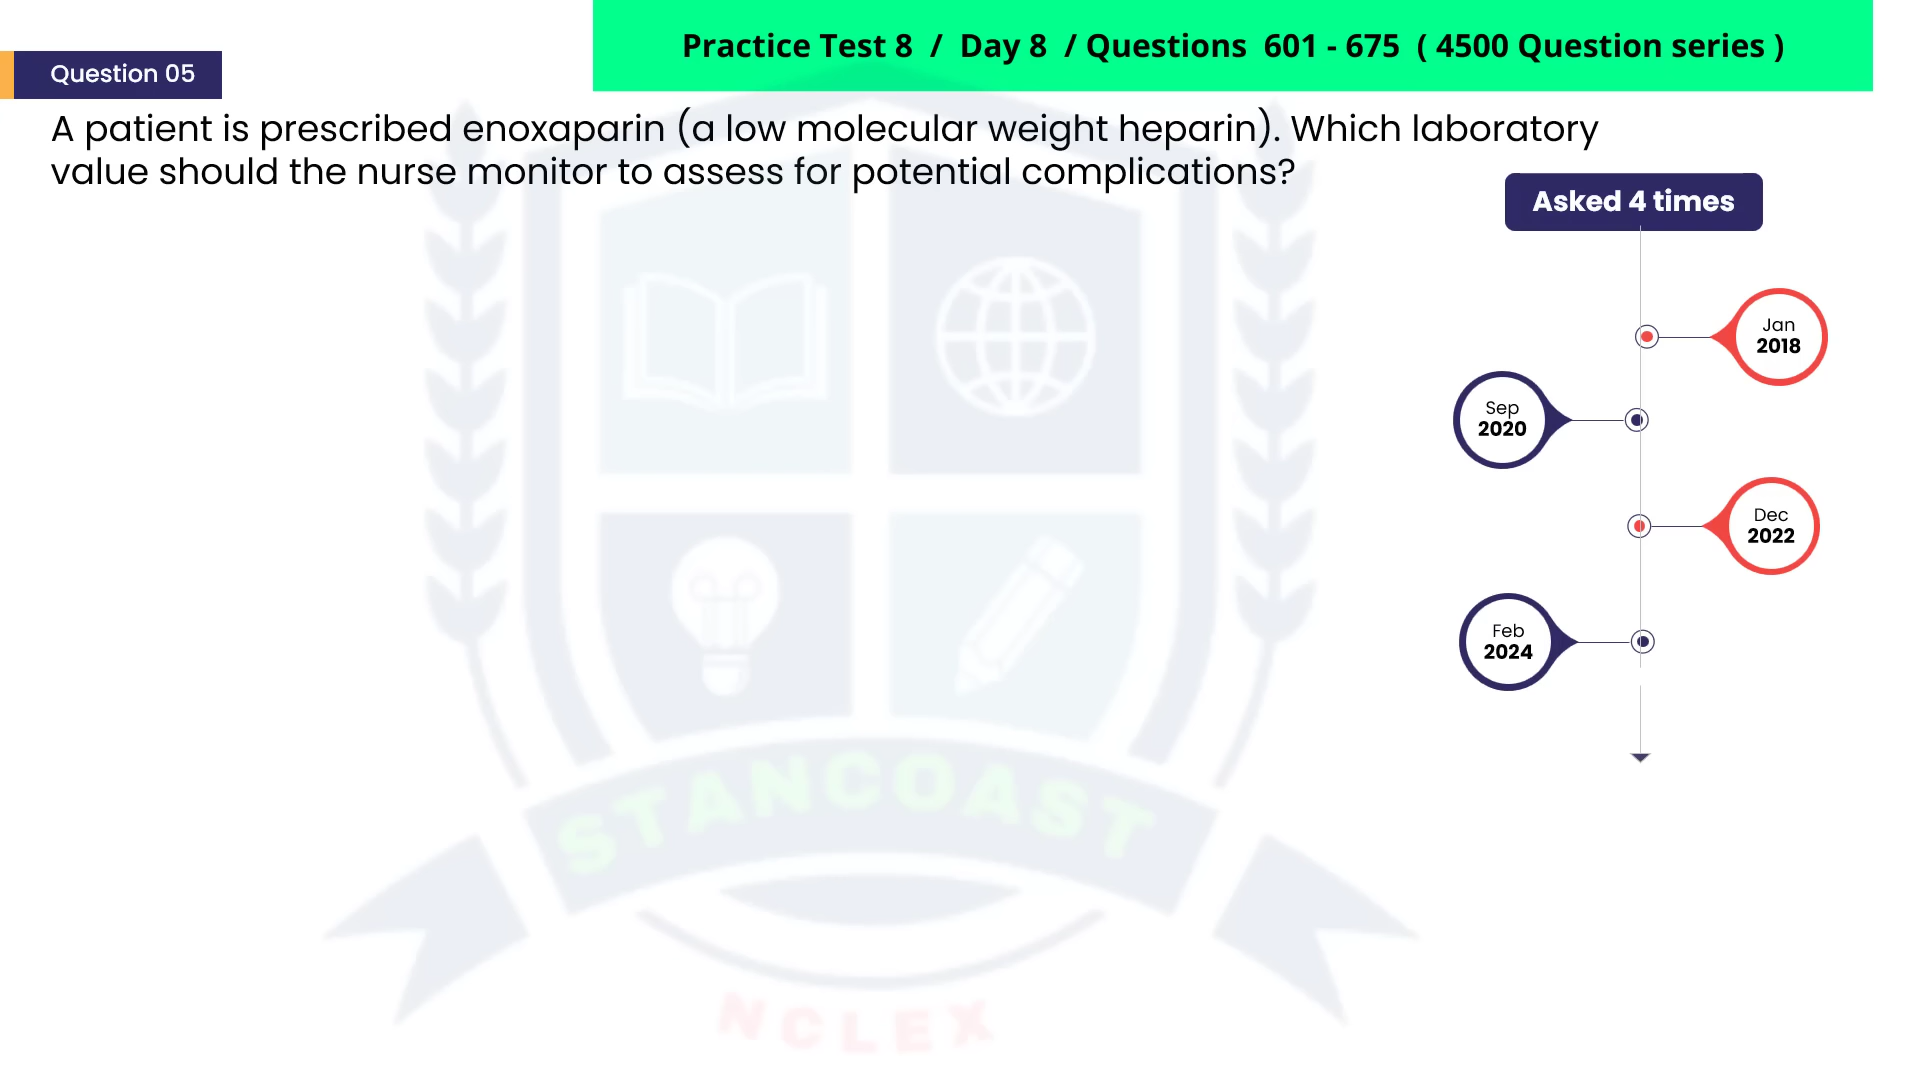 Practice Test 8 / Day 8 / Questions 601 - 675 ( 4500 Question series )
Question 05
A patient is prescribed enoxaparin (a low molecular weight heparin). Which laboratory
value should the nurse monitor to assess for potential complications?
Asked 4 times
Jan
2018
Sep
2020
Dec
2022
Feb
2024
STANCOAST
NCLEX